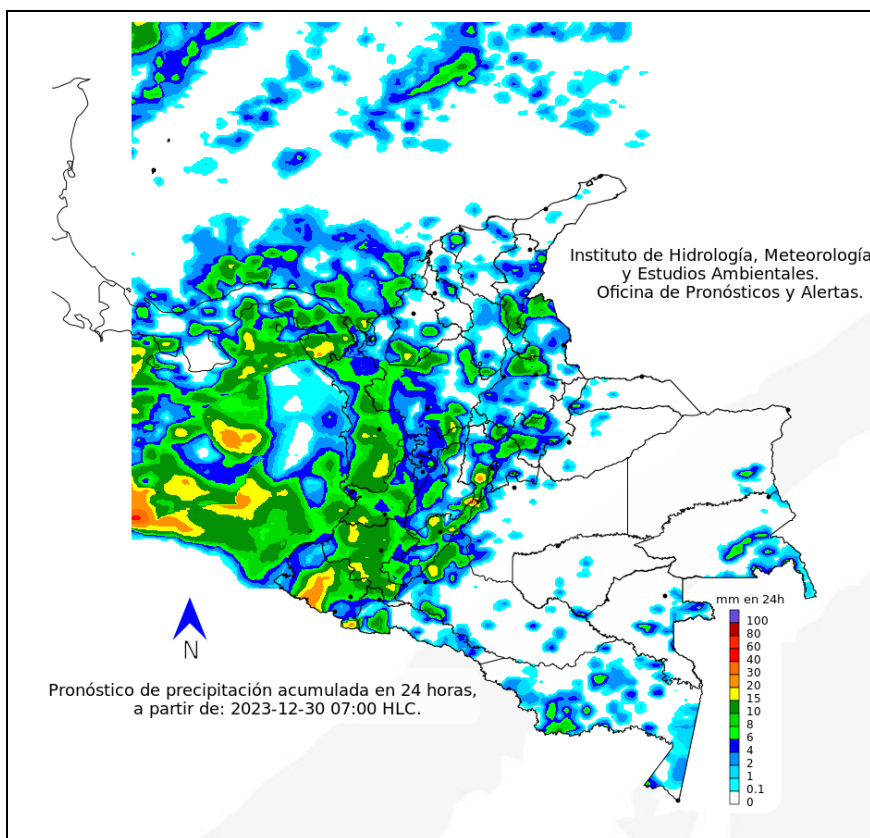 Instituto de Hidrología, Meteorología
y Estudios Ambientales.
Oficina de Pronósticos y Alertas.
mm en 24h
100
80
60
40
30
20
15
10
8
6
4
2
1
0.1
0
N
Pronóstico de precipitación acumulada en 24 horas,
a partir de: 2023-12-30 07:00 HLC.